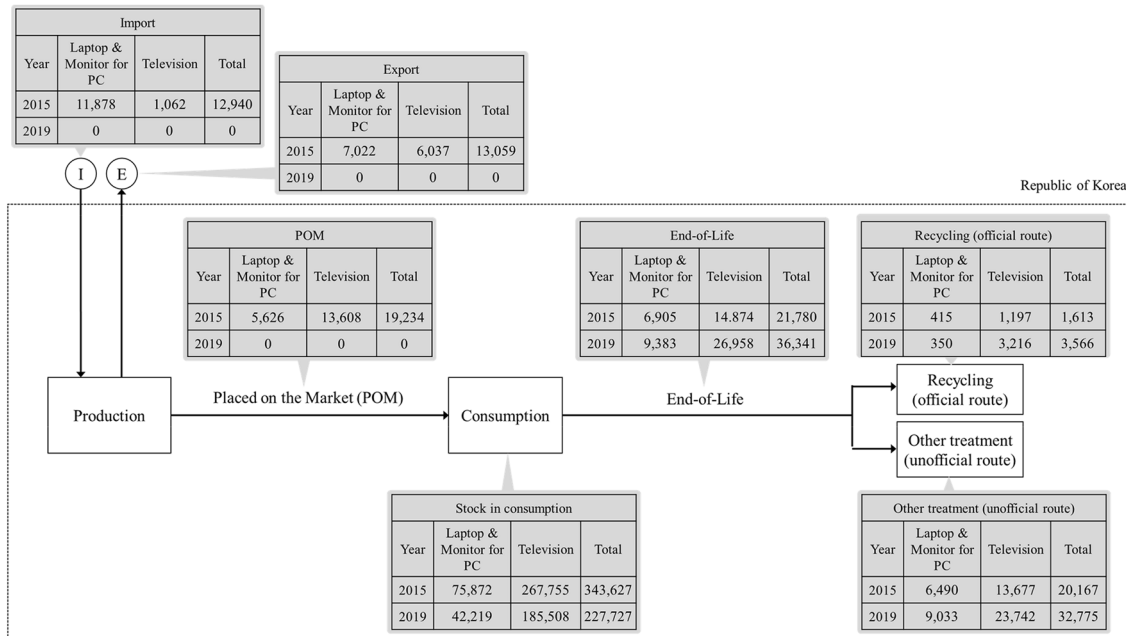 Import
Year Laptop & Monitor for PC Television Total
2015 11,878 1,062 12,940
2019 0 0 0
Export
Year Laptop & Monitor for PC Television Total
2015 7,022 6,037 13,059
2019 0 0 0
I E
Republic of Korea
POM
Year Laptop & Monitor for PC Television Total
2015 5,626 13,608 19,234
2019 0 0 0
End-of-Life
Year Laptop & Monitor for PC Television Total
2015 6,905 14.874 21,780
2019 9,383 26,958 36,341
Recycling (official route)
Year Laptop & Monitor for PC Television Total
2015 415 1,197 1,613
2019 350 3,216 3,566
Production
Placed on the Market (POM)
Consumption
End-of-Life
Recycling
(official route)
Other treatment
(unofficial route)
Stock in consumption
Year Laptop & Monitor for PC Television Total
2015 75,872 267,755 343,627
2019 42,219 185,508 227,727
Other treatment (unofficial route)
Year Laptop & Monitor for PC Television Total
2015 6,490 13,677 20,167
2019 9,033 23,742 32,775